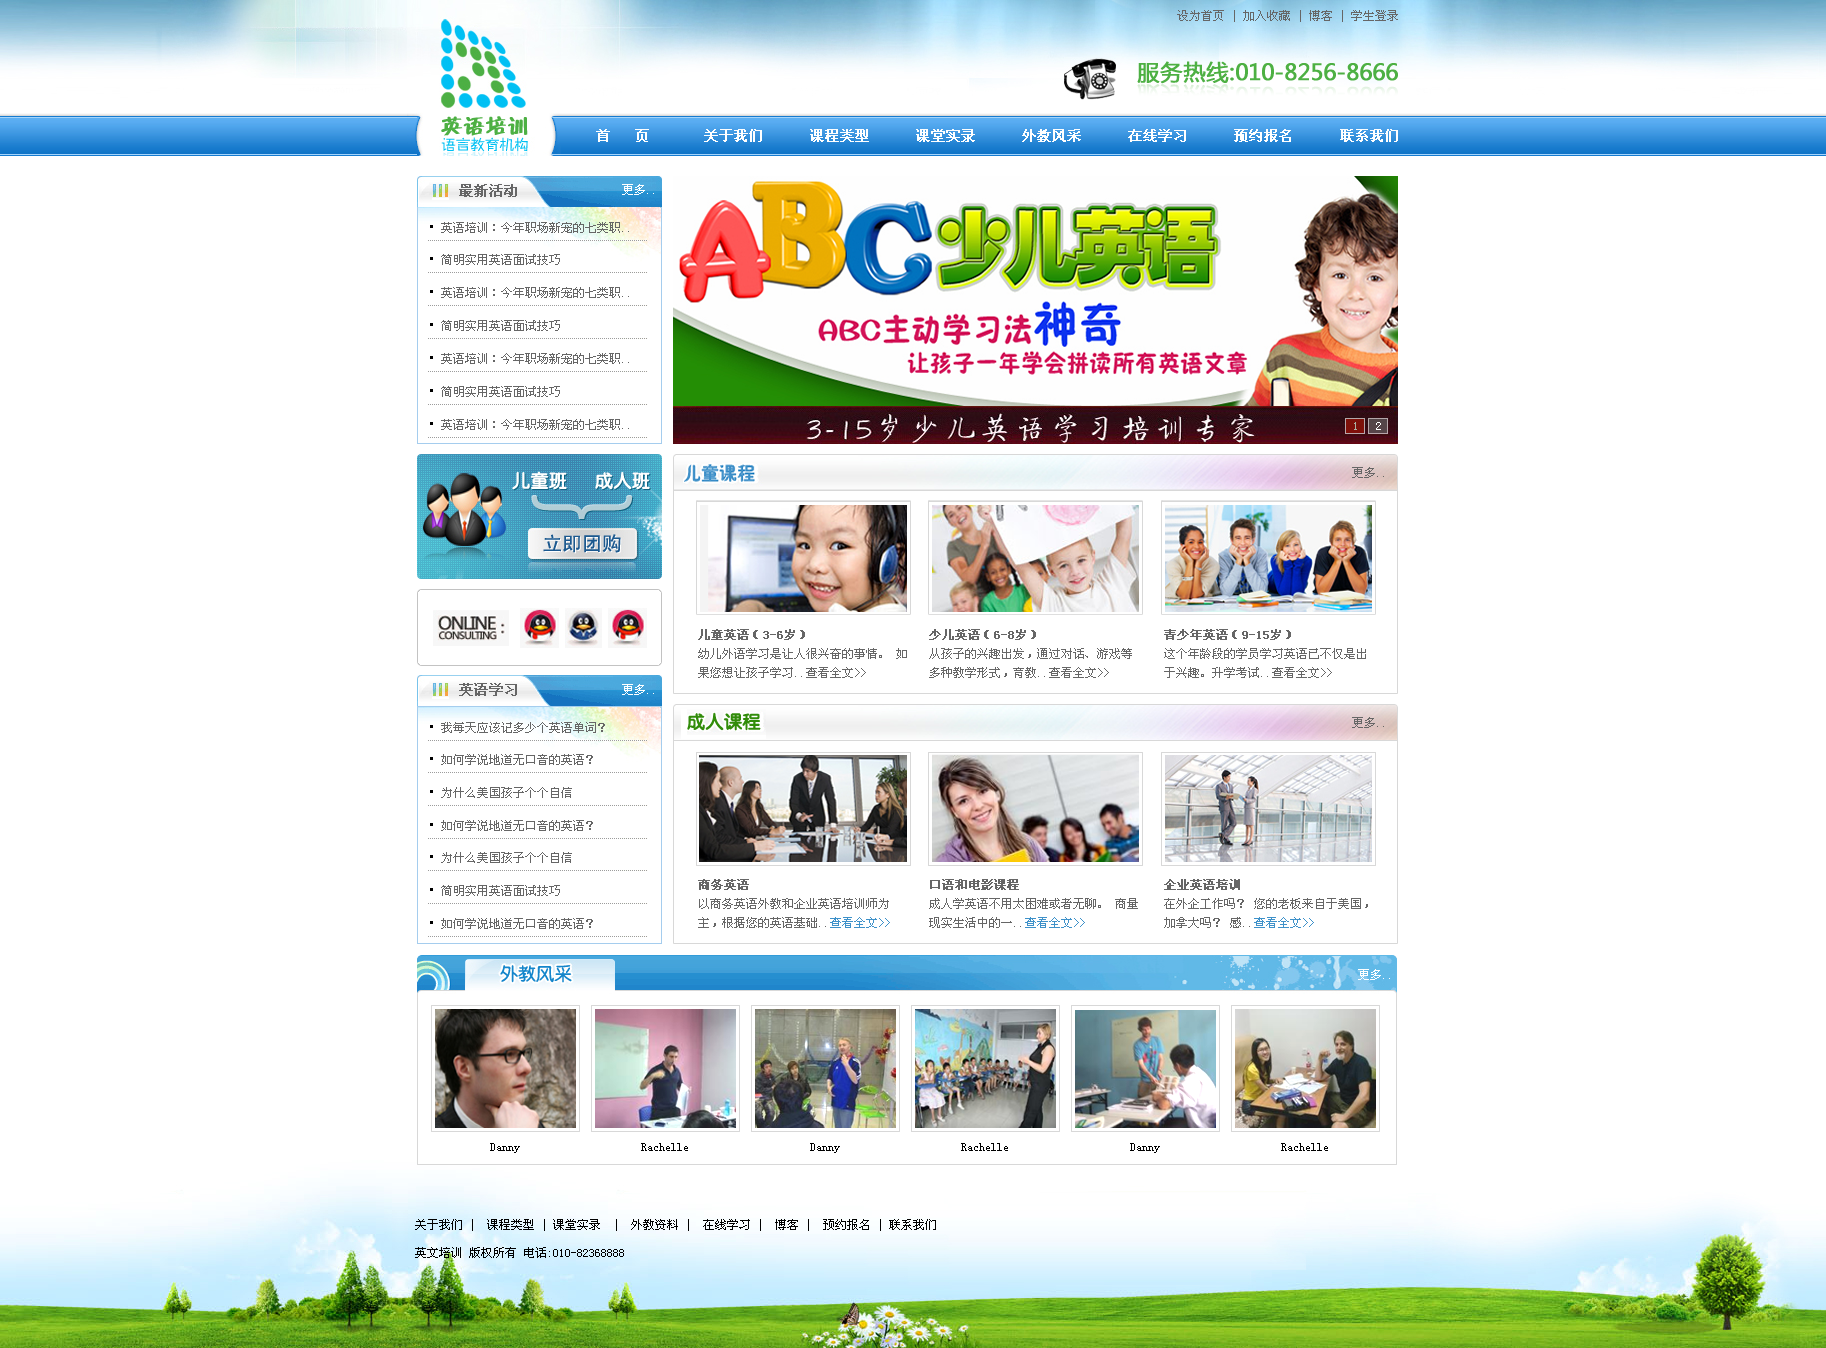 设为首页 | 加入收藏 | 博客 | 学生登录
服务热线:010-8256-8666
英语培训
语言教育机构
首 页 关于我们 课程类型 课堂实录 外教风采 在线学习 预约报名 联系我们
最新活动 更多..
英语培训：今年职场新宠的七类职..
简明实用英语面试技巧
英语培训：今年职场新宠的七类职..
简明实用英语面试技巧
英语培训：今年职场新宠的七类职..
简明实用英语面试技巧
英语培训：今年职场新宠的七类职..
ABC少儿英语
ABC主动学习法神奇
让孩子一年学会拼读所有英语文章
3-15岁少儿英语学习培训专家
1 2
儿童班 成人班
立即团购
ONLINE
CONSULTING :
英语学习 更多..
我每天应该记多少个英语单词？
如何学说地道无口音的英语？
为什么美国孩子个个自信
如何学说地道无口音的英语？
为什么美国孩子个个自信
简明实用英语面试技巧
如何学说地道无口音的英语？
儿童课程 更多..
儿童英语（3-6岁）
幼儿外语学习是让人很兴奋的事情。 如
果您想让孩子学习..查看全文>>
少儿英语（6-8岁）
从孩子的兴趣出发，通过对话、游戏等
多种教学形式，育教..查看全文>>
青少年英语（9-15岁）
这个年龄段的学员学习英语已不仅是出
于兴趣。升学考试..查看全文>>
成人课程 更多..
商务英语
以商务英语外教和企业英语培训师为
主，根据您的英语基础..查看全文>>
口语和电影课程
成人学英语不用太困难或者无聊。 商量
现实生活中的一..查看全文>>
企业英语培训
在外企工作吗？ 您的老板来自于美国，
加拿大吗？ 感..查看全文>>
外教风采 更多..
Danny Rachelle Danny Rachelle Danny Rachelle
关于我们 | 课程类型 | 课堂实录 | 外教资料 | 在线学习 | 博客 | 预约报名 | 联系我们
英文培训 版权所有 电话:010-82368888